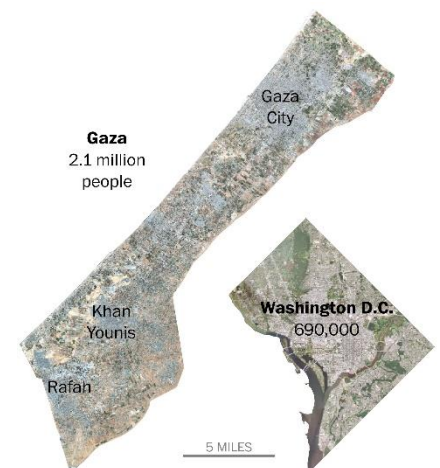 Gaza
City
Gaza
2.1 million
people
Washington D.C.
690,000
Khan
Younis
Rafah
5 MILES